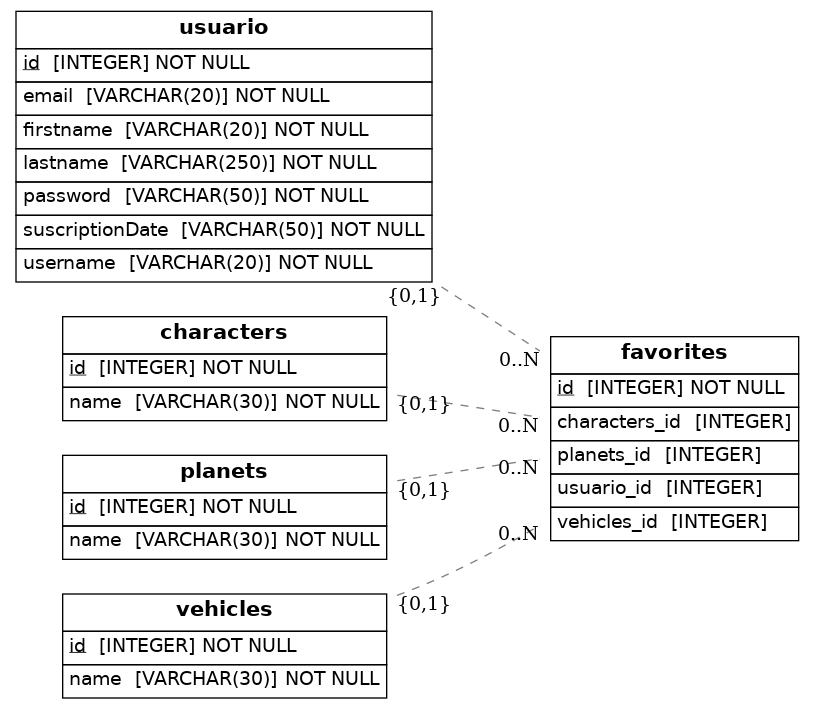 usuario
id [INTEGER] NOT NULL
email [VARCHAR(20)] NOT NULL
firstname [VARCHAR(20)] NOT NULL
lastname [VARCHAR(250)] NOT NULL
password [VARCHAR(50)] NOT NULL
suscriptionDate [VARCHAR(50)] NOT NULL
username [VARCHAR(20)] NOT NULL
{0,1}
0..N
characters
id [INTEGER] NOT NULL
name [VARCHAR(30)] NOT NULL
{0,1}
0..N
planets
id [INTEGER] NOT NULL
name [VARCHAR(30)] NOT NULL
{0,1}
0..N
vehicles
id [INTEGER] NOT NULL
name [VARCHAR(30)] NOT NULL
{0,1}
0..N
favorites
id [INTEGER] NOT NULL
characters_id [INTEGER]
planets_id [INTEGER]
usuario_id [INTEGER]
vehicles_id [INTEGER]